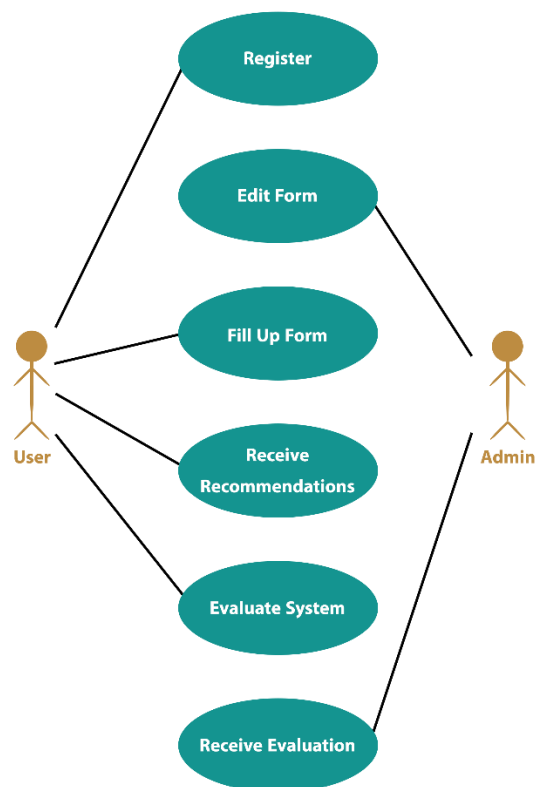 Register
Edit Form
Fill Up Form
User
Admin
Receive
Recommendations
Evaluate System
Receive Evaluation